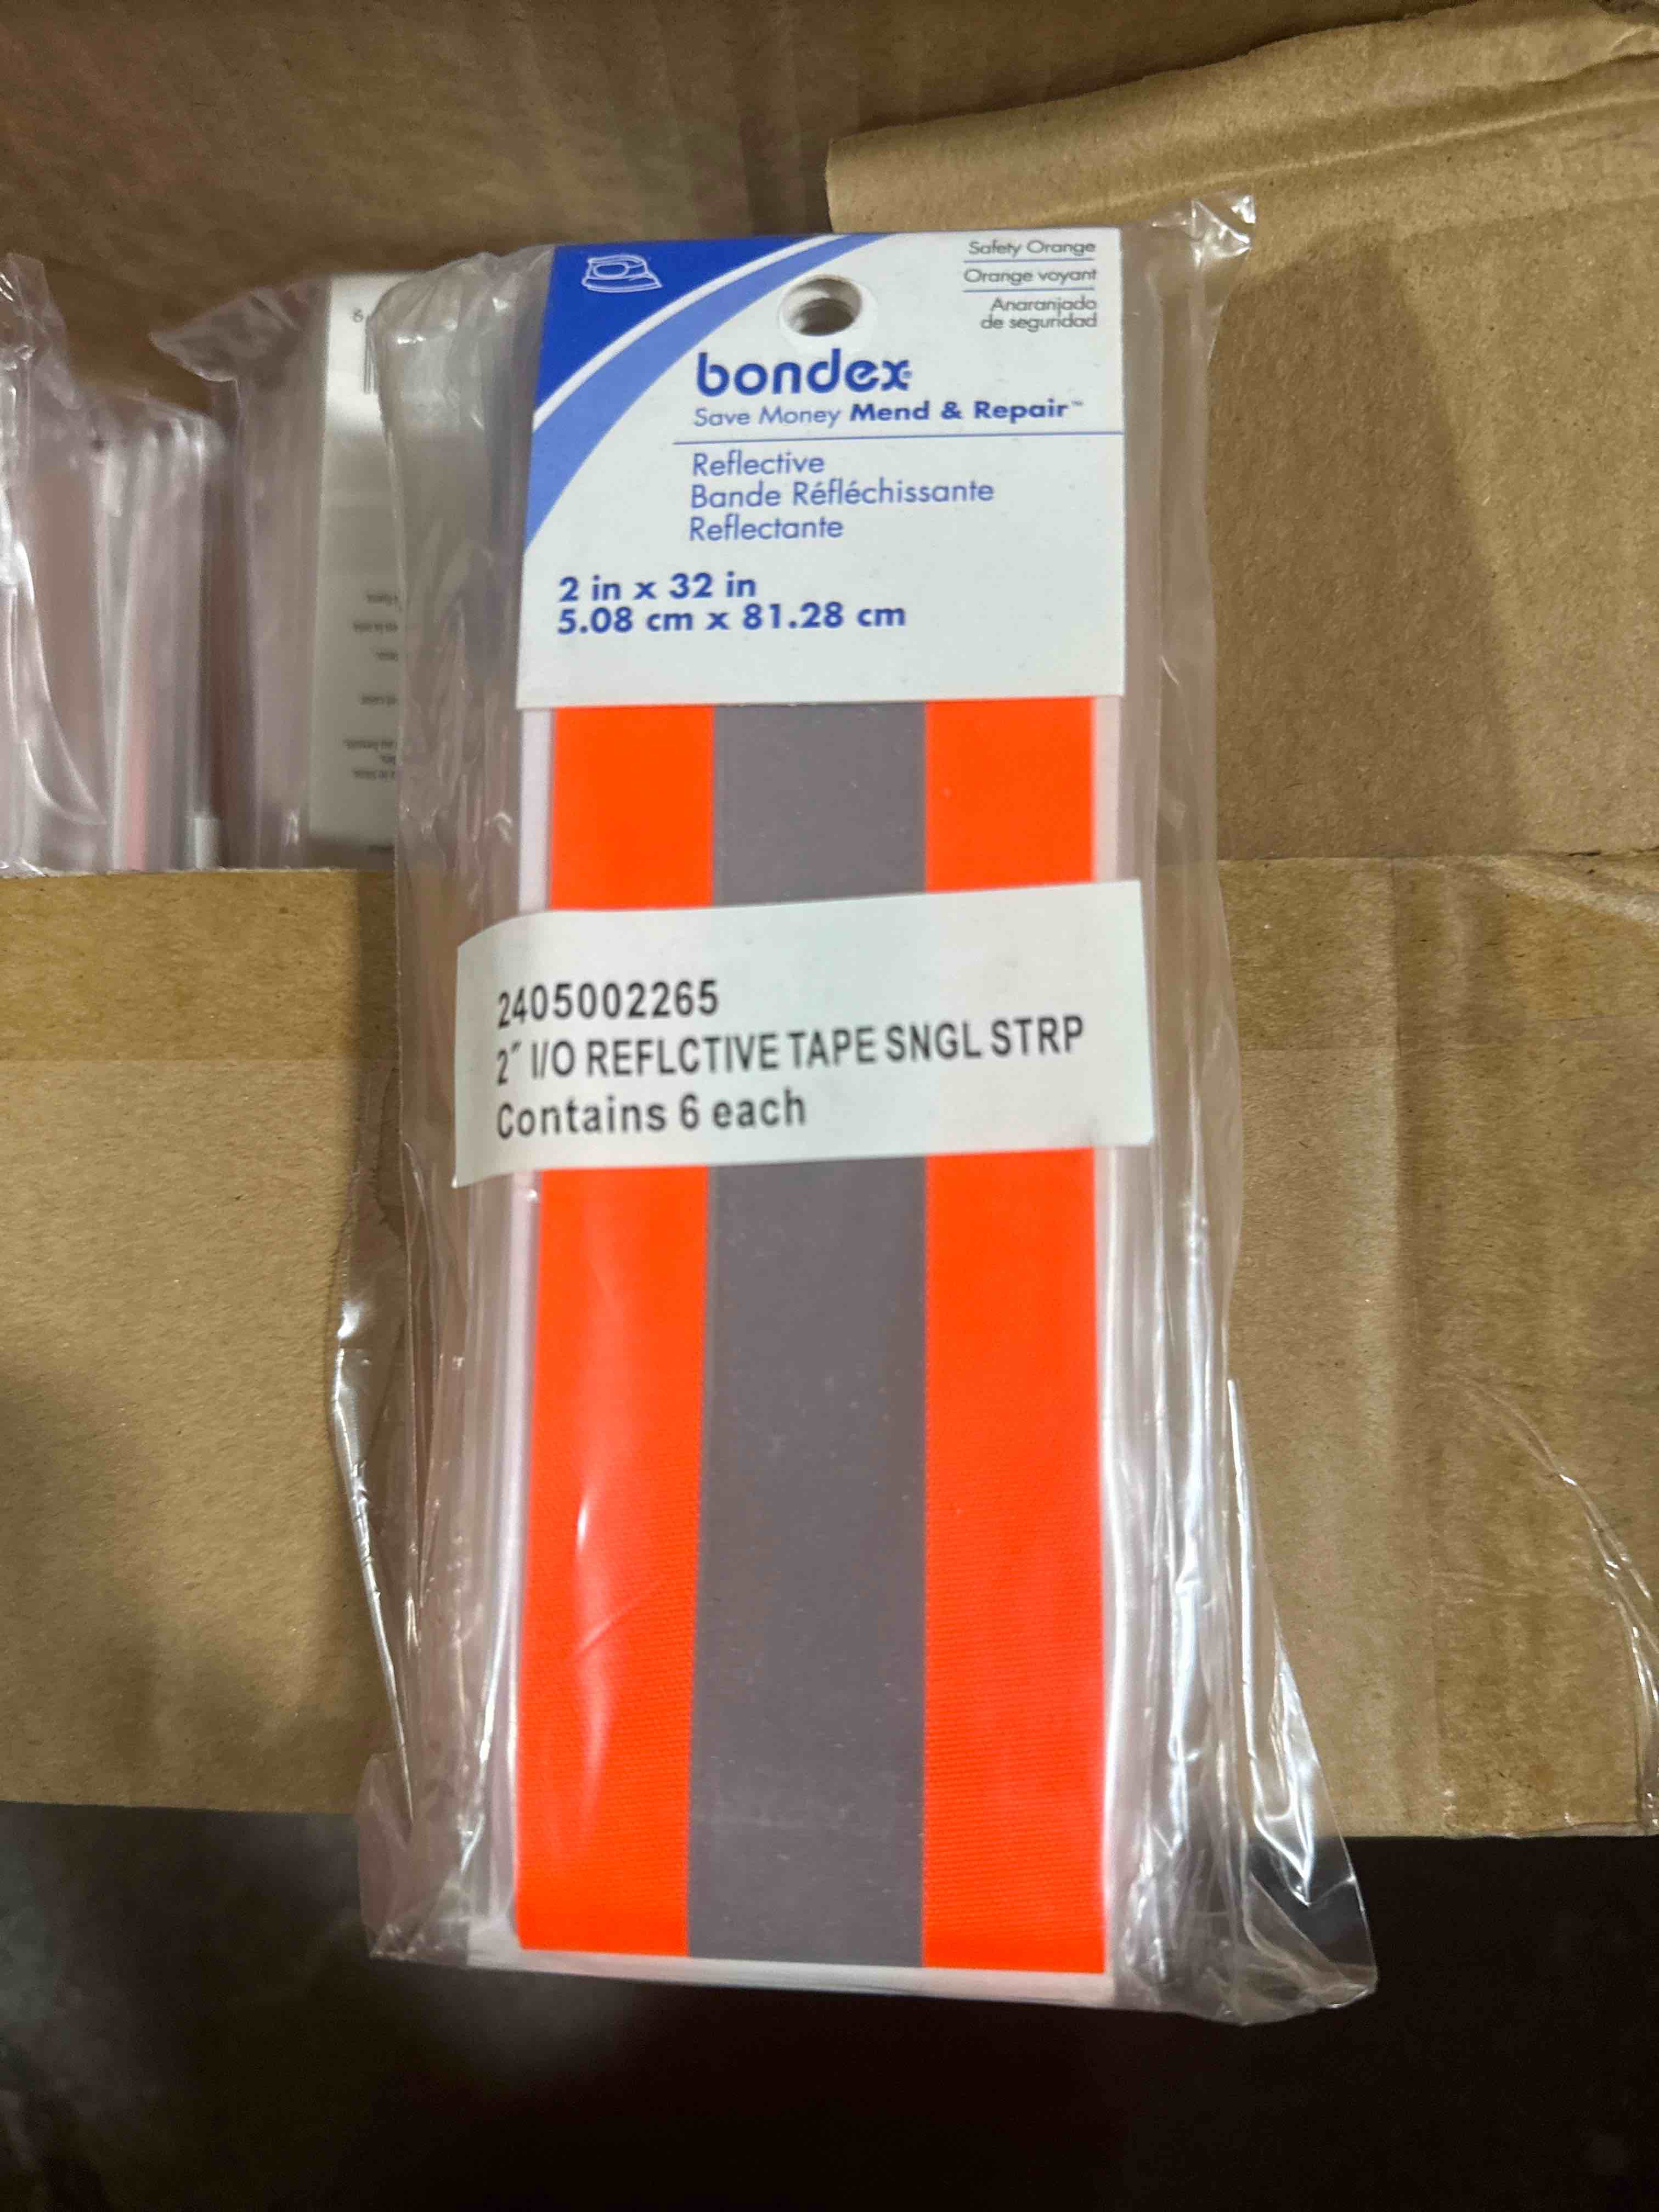 Safety Orange
Orange voyant
Anaranjado
de seguridad
bondex®
Save Money Mend & Repair™
Reflective
Bande Réfléchissante
Reflectante
2 in x 32 in
5.08 cm x 81.28 cm
2405002265
2" I/O REFLCTIVE TAPE SNGL STRP
Contains 6 each